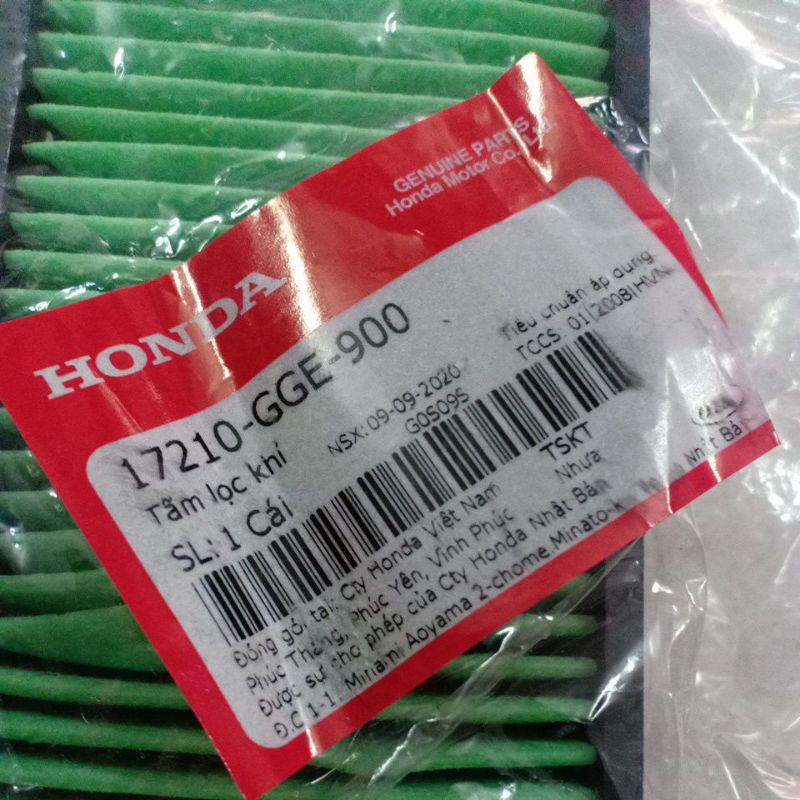 GENUINE PARTS
Honda Motor Co., Ltd.
HONDA
17210-GGE-900
Tấm lọc khí
NSX: 09-09-2020
Tiêu chuẩn áp dụng
SL: 1 Cái
G0509S
TCCS: 01|2008|HVN
TSKT
Nhựa
Đóng gói tại: Cty Honda Việt Nam
Phúc Thắng, Phúc Yên, Vĩnh Phúc
Được sự cho phép của Cty Honda Nhật Bản
Đ.C 1-1, Minami Aoyama 2-chome, Minato-k Nhật Bản